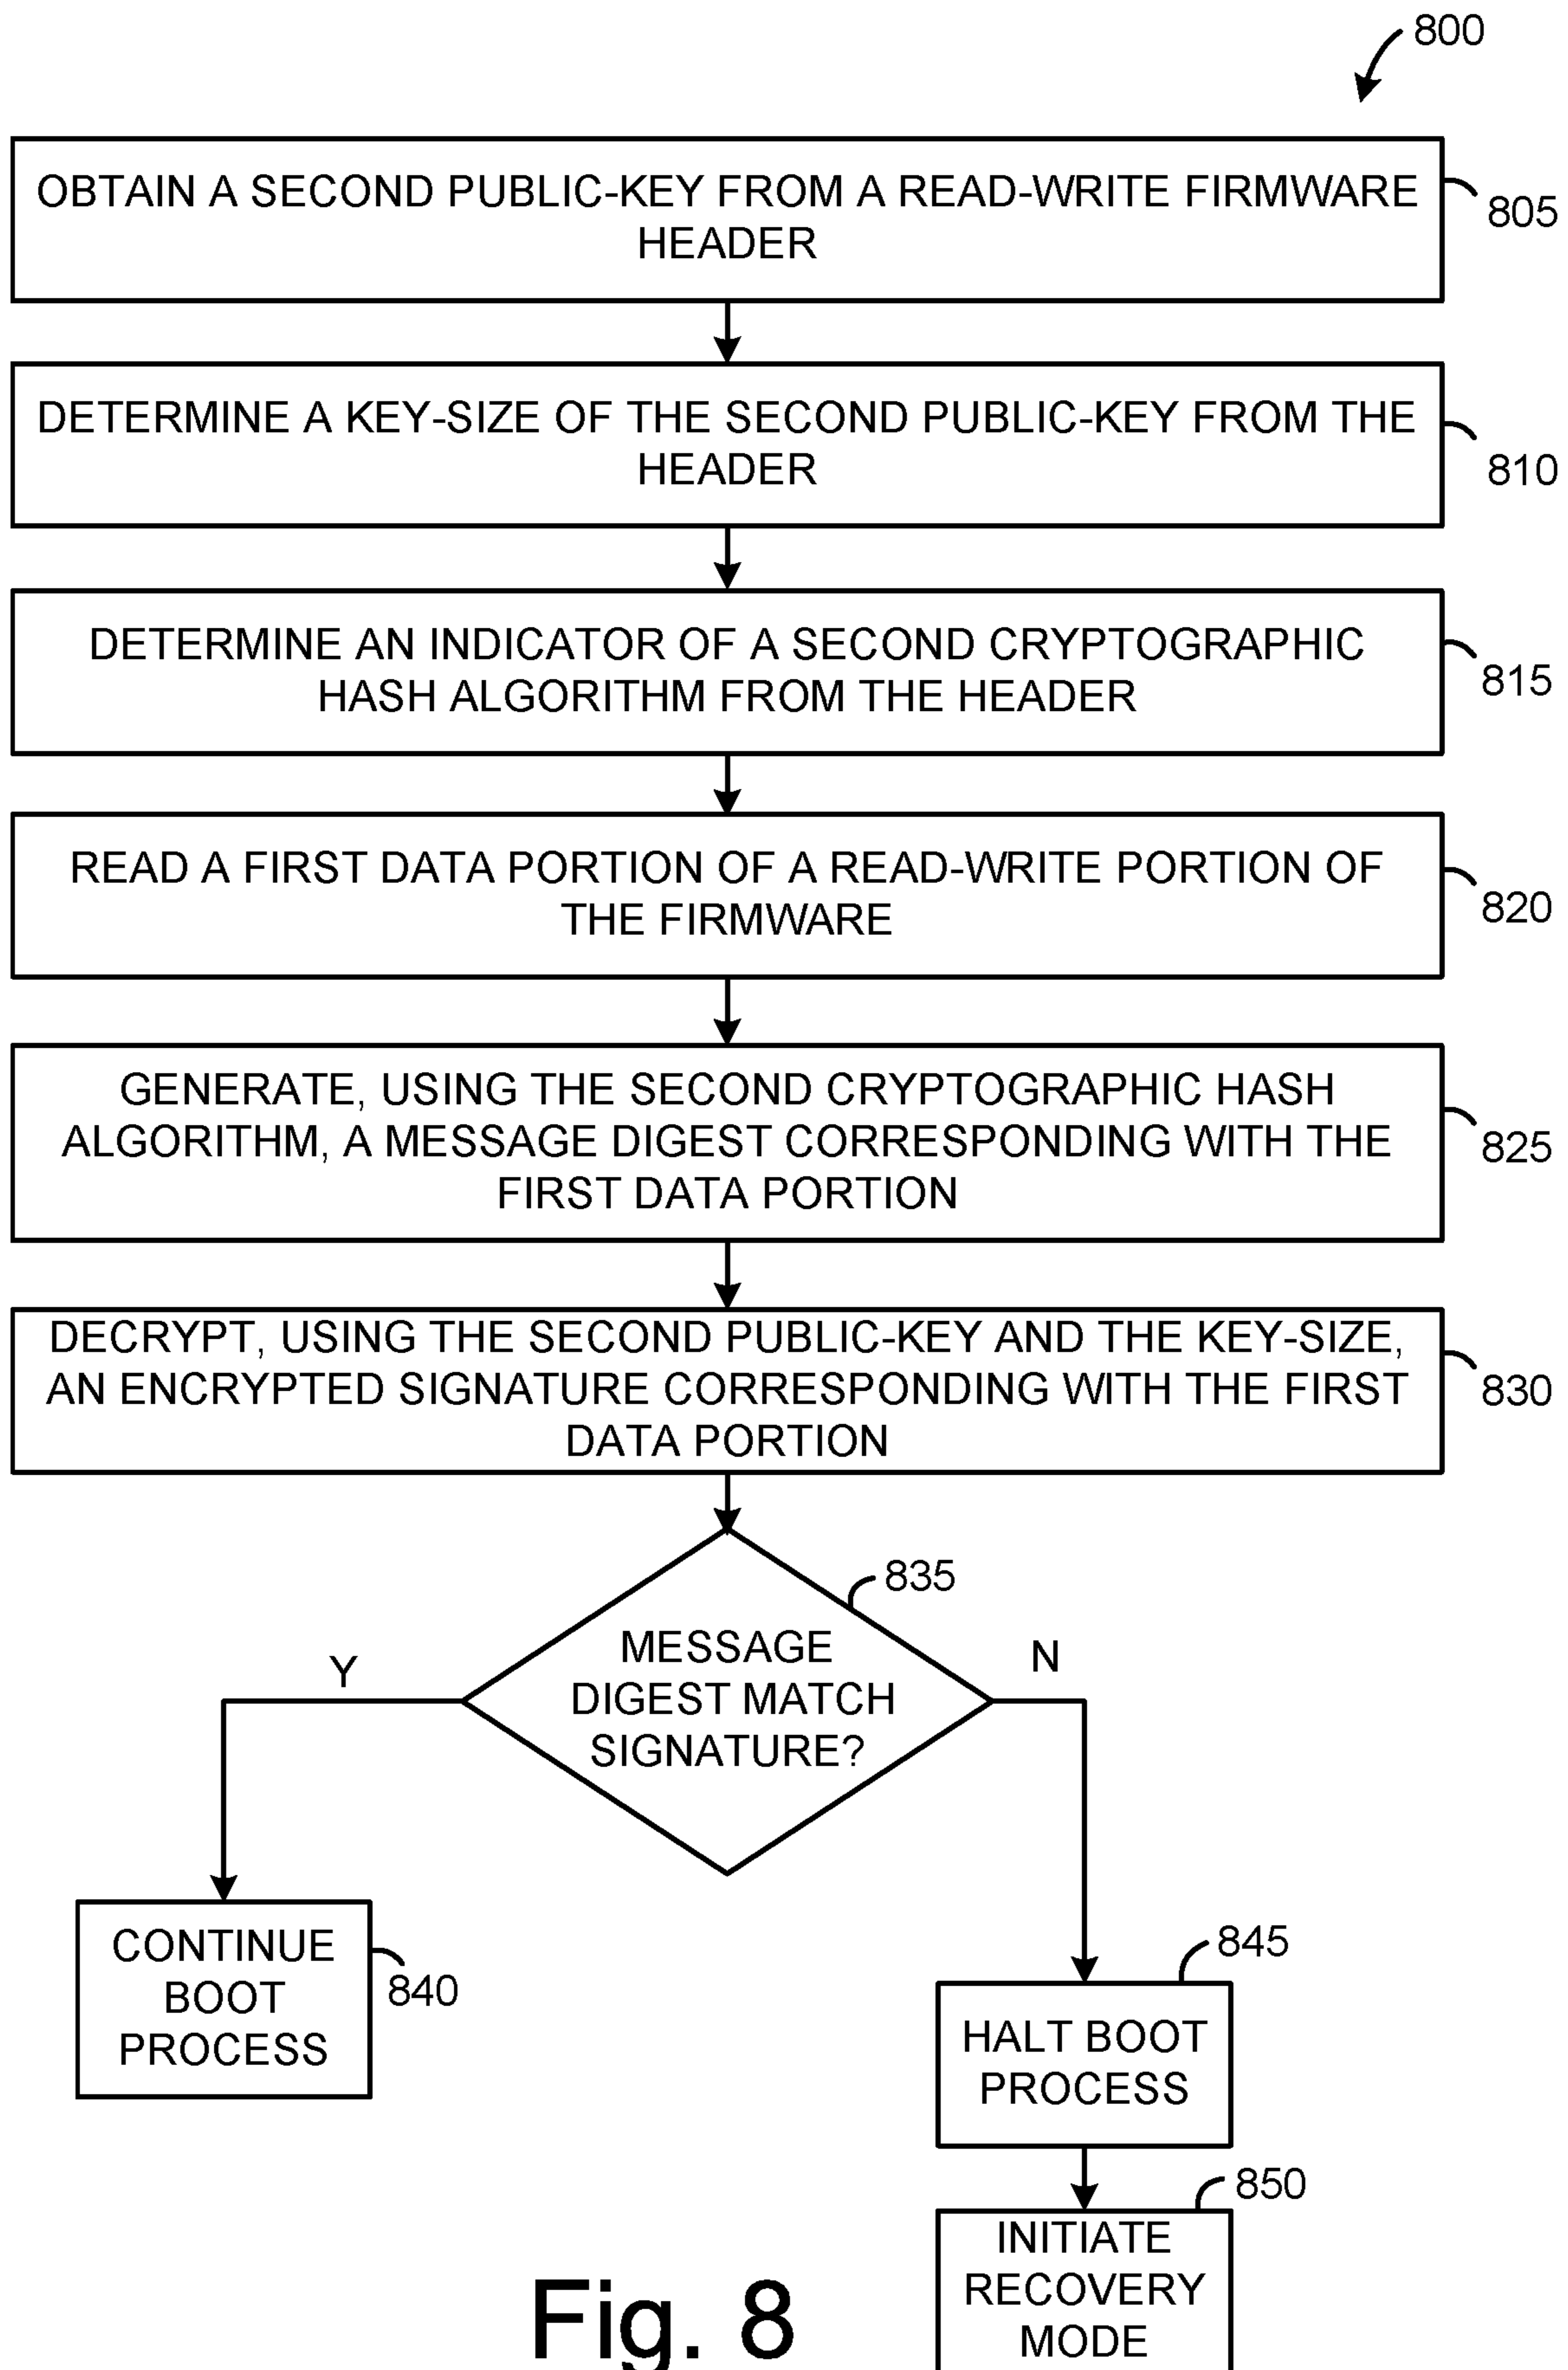 800
OBTAIN A SECOND PUBLIC-KEY FROM A READ-WRITE FIRMWARE
HEADER
805
DETERMINE A KEY-SIZE OF THE SECOND PUBLIC-KEY FROM THE
HEADER
810
DETERMINE AN INDICATOR OF A SECOND CRYPTOGRAPHIC
HASH ALGORITHM FROM THE HEADER
815
READ A FIRST DATA PORTION OF A READ-WRITE PORTION OF
THE FIRMWARE
820
GENERATE, USING THE SECOND CRYPTOGRAPHIC HASH
ALGORITHM, A MESSAGE DIGEST CORRESPONDING WITH THE
FIRST DATA PORTION
825
DECRYPT, USING THE SECOND PUBLIC-KEY AND THE KEY-SIZE,
AN ENCRYPTED SIGNATURE CORRESPONDING WITH THE FIRST
DATA PORTION
830
835
MESSAGE
DIGEST MATCH
SIGNATURE?
Y
N
CONTINUE
BOOT
PROCESS
840
845
HALT BOOT
PROCESS
850
INITIATE
RECOVERY
MODE
Fig. 8